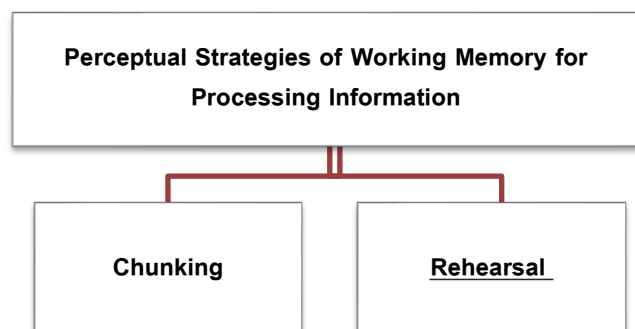 Perceptual Strategies of Working Memory for
Processing Information
Chunking
Rehearsal